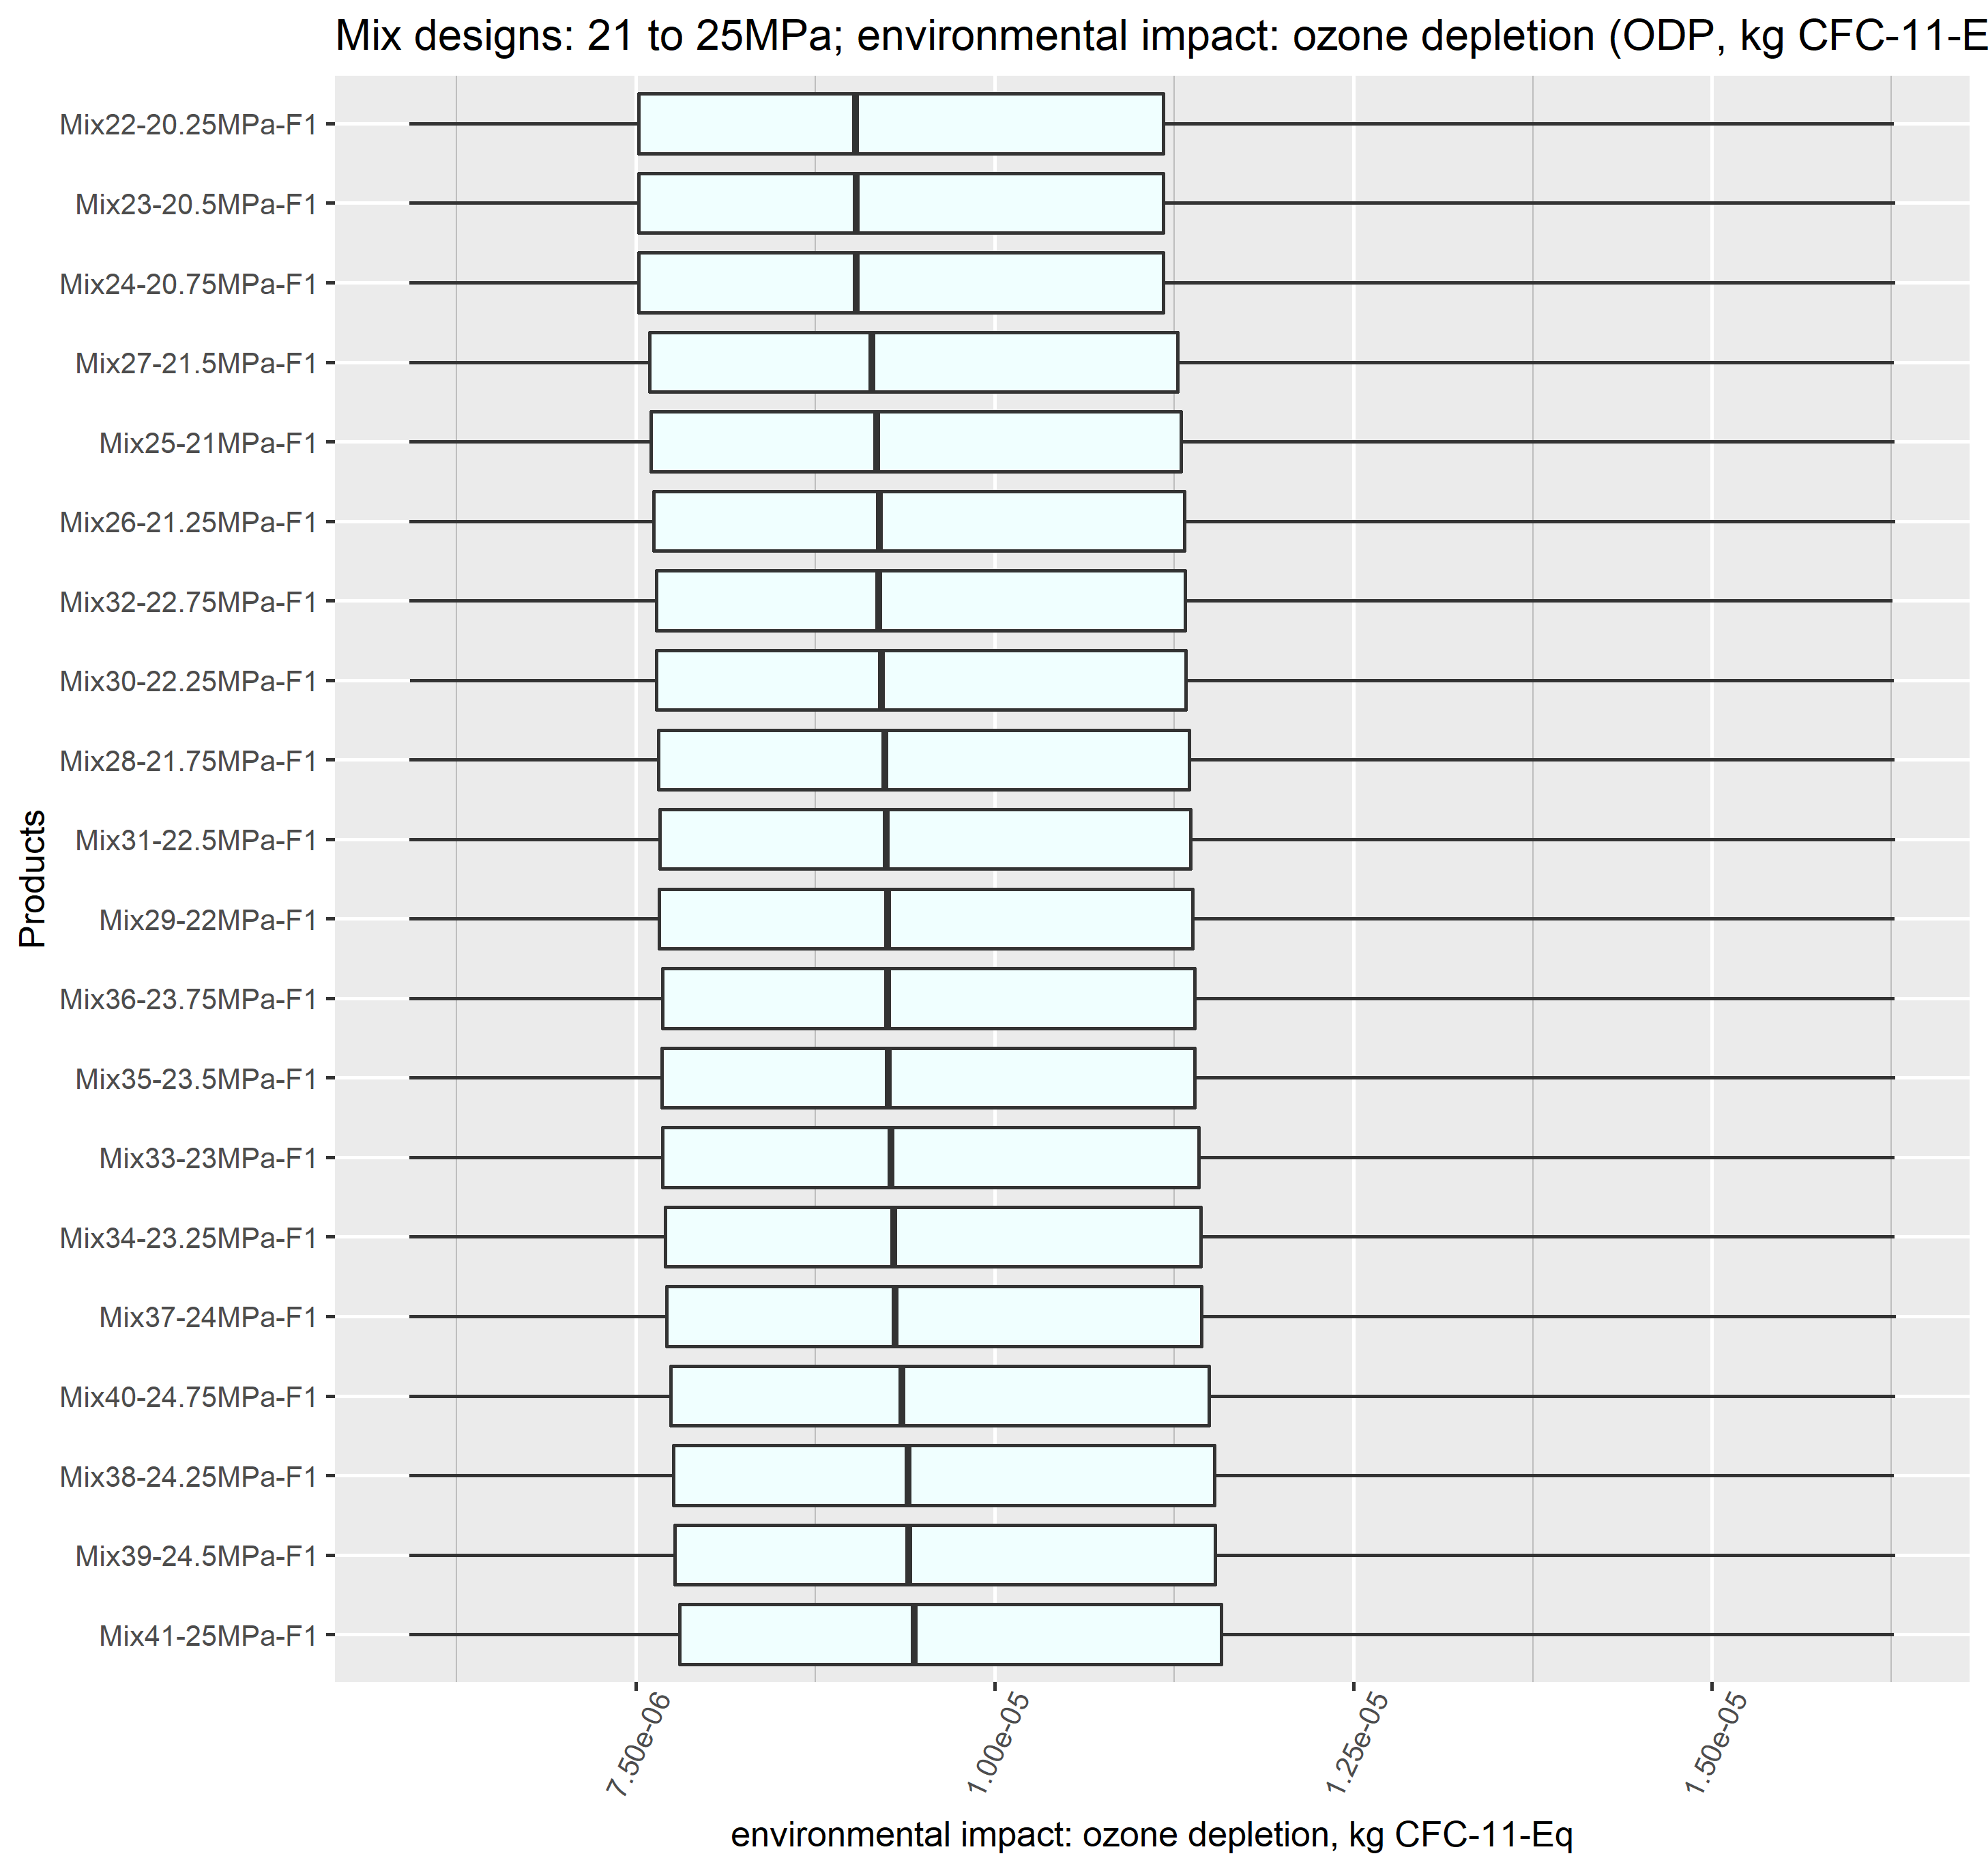 Mix designs: 21 to 25MPa; environmental impact: ozone depletion (ODP, kg CFC-11-E
Mix22-20.25MPa-F1
Mix23-20.5MPa-F1
Mix24-20.75MPa-F1
Mix27-21.5MPa-F1
Mix25-21MPa-F1
Mix26-21.25MPa-F1
Mix32-22.75MPa-F1
Mix30-22.25MPa-F1
Mix28-21.75MPa-F1
Mix31-22.5MPa-F1
Mix29-22MPa-F1
Mix36-23.75MPa-F1
Mix35-23.5MPa-F1
Mix33-23MPa-F1
Mix34-23.25MPa-F1
Mix37-24MPa-F1
Mix40-24.75MPa-F1
Mix38-24.25MPa-F1
Mix39-24.5MPa-F1
Mix41-25MPa-F1
Products
7.50e-06
1.00e-05
1.25e-05
1.50e-05
environmental impact: ozone depletion, kg CFC-11-Eq